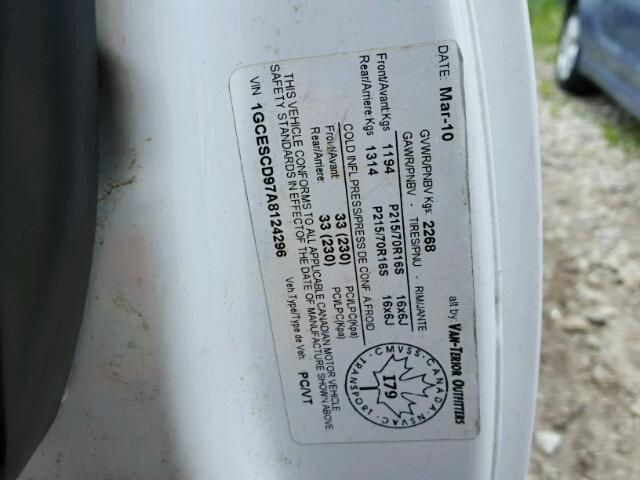 DATE: Mar-10 alt by: VAN-TERIOR OUTFITTERS
GVWR/PNBV Kgs: 2268
GAWR/PNBV - TIRES/PNU - RIM/JANTE
Front/Avant:Kgs 1194 P215/70R16S 16x6J
Rear/Arriere:Kgs 1314 P215/70R16S 16x6J
COLD INFL PRESS/PRESS DE CONF A FROID
Front/Avant: 33 (230) PCI/LPC(Kpa)
Rear/Arriere: 33 (230) PCI/LPC(Kpa)
THIS VEHICLE CONFORMS TO ALL APPLICABLE CANADIAN MOTOR VEHICLE
SAFETY STANDARDS IN EFFECT OF THE DATE OF MANUFACTURE SHOWN ABOVE
VIN 1GCESCD97A8124296 Veh.Type/Type de Veh: PC/VT
CMVSS-CANADA
NSVAC-TRANSPORT-
179